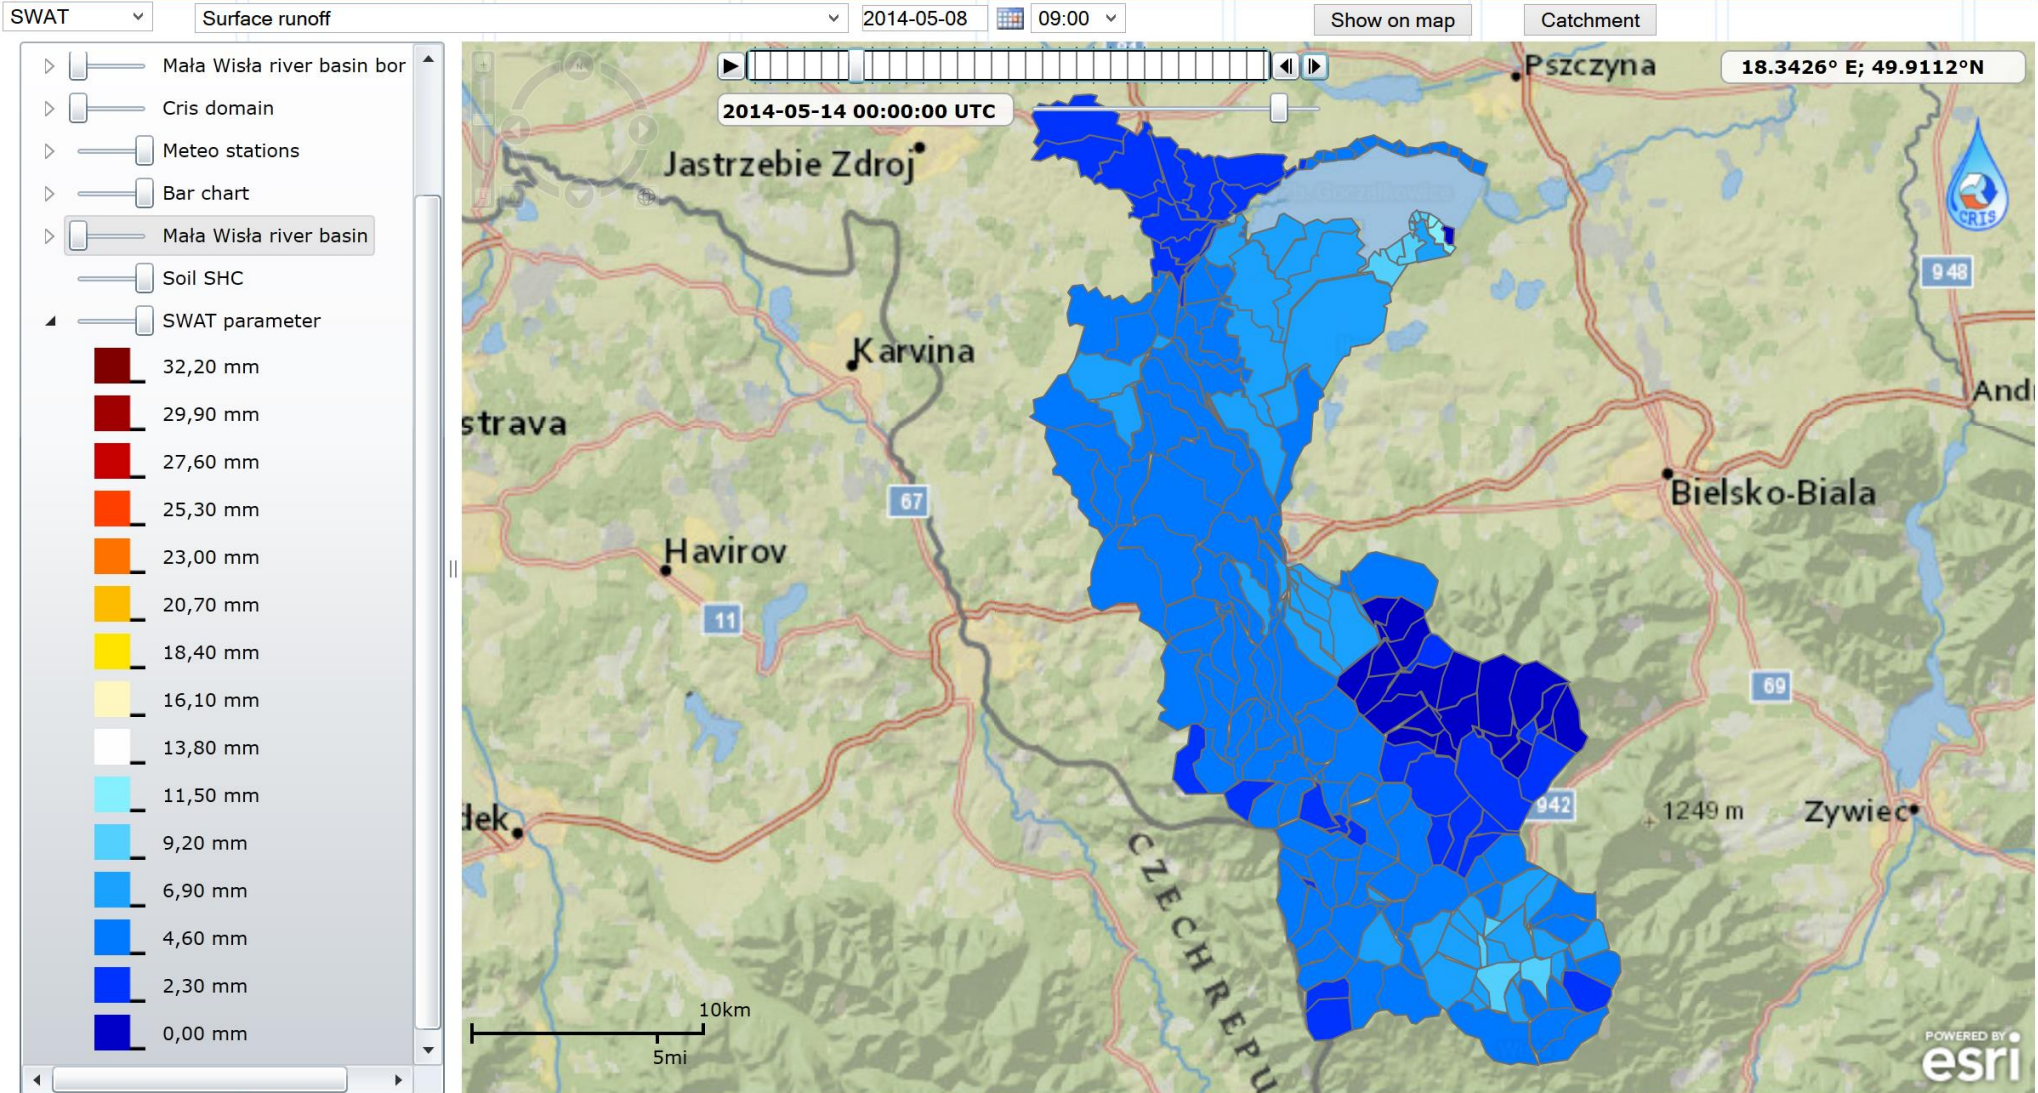 SWAT Surface runoff 2014-05-08 09:00 Show on map Catchment
Mała Wisła river basin bor
Cris domain
Meteo stations
Bar chart
Mała Wisła river basin
Soil SHC
SWAT parameter
32,20 mm
29,90 mm
27,60 mm
25,30 mm
23,00 mm
20,70 mm
18,40 mm
16,10 mm
13,80 mm
11,50 mm
9,20 mm
6,90 mm
4,60 mm
2,30 mm
0,00 mm
2014-05-14 00:00:00 UTC
18.3426° E; 49.9112°N
Pszczyna
Jastrzebie Zdroj
CRIS
948
Karvina
Andr
strava
67
Bielsko-Biala
Havirov
11
69
dek
942
1249 m
Zywiec
CZECH REPU
10km
5mi
POWERED BY
esri